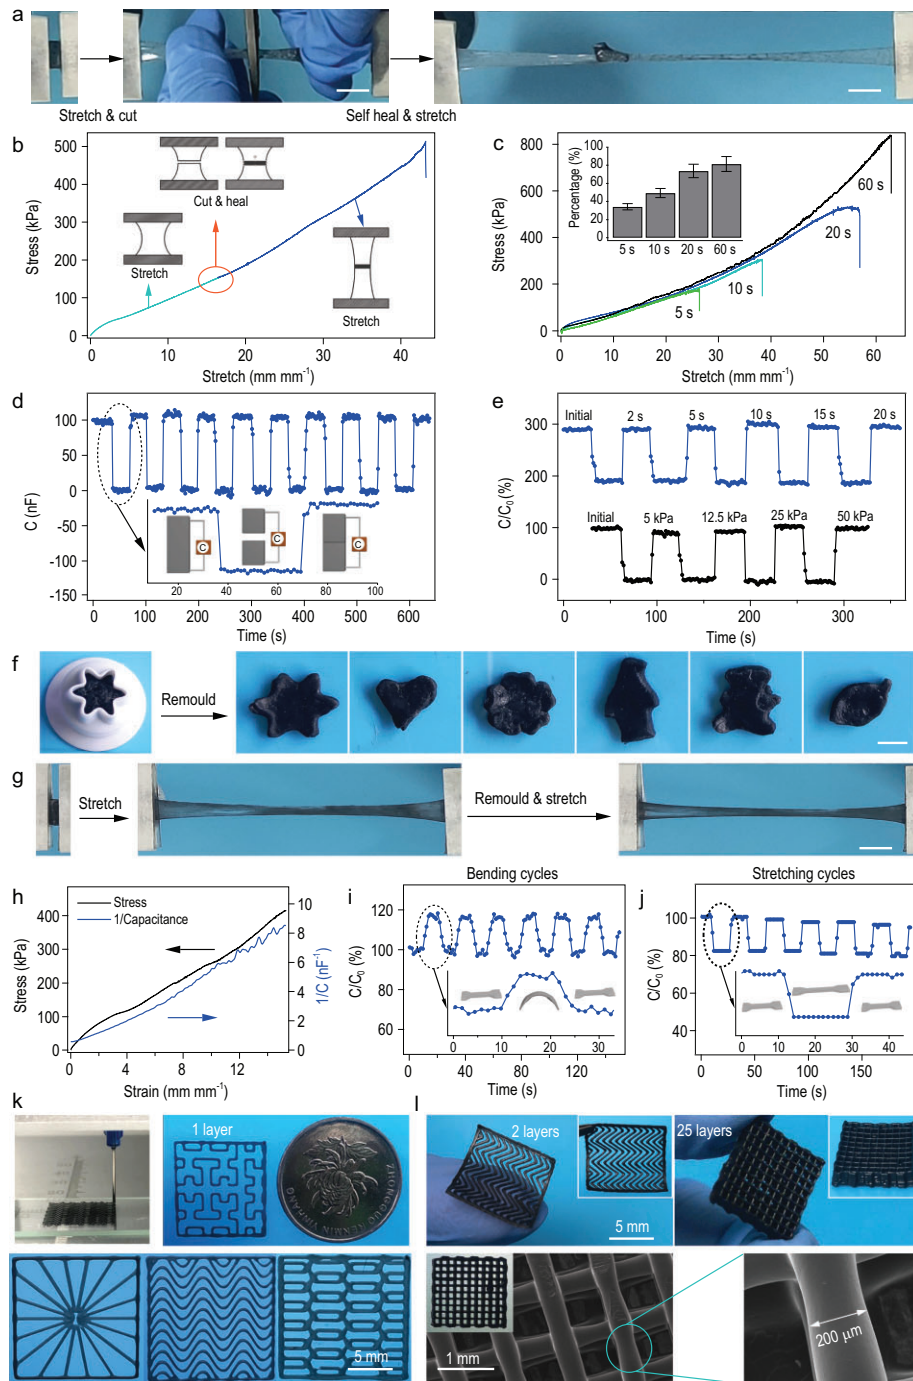 a
Stretch & cut
Self heal & stretch
b
Stress (kPa)
500
400
300
200
100
0
Cut & heal
Stretch
Stretch
0
10
20
30
40
Stretch (mm mm⁻¹)
c
Stress (kPa)
800
600
400
200
0
Percentage (%)
100
80
60
40
20
0
5 s
10 s
20 s
60 s
60 s
20 s
10 s
5 s
0
10
20
30
40
50
60
Stretch (mm mm⁻¹)
d
C (nF)
100
50
0
-50
-100
-150
C
C
C
20
40
60
80
100
0
100
200
300
400
500
600
Time (s)
e
C/C₀ (%)
300
200
100
0
Initial
2 s
5 s
10 s
15 s
20 s
Initial
5 kPa
12.5 kPa
25 kPa
50 kPa
0
100
200
300
Time (s)
f
Remould
g
Stretch
Remould & stretch
h
Stress
1/Capacitance
Stress (kPa)
400
300
200
100
0
10
8
6
4
2
0
1/C (nF⁻¹)
0
4
8
12
Strain (mm mm⁻¹)
Bending cycles
i
C/C₀ (%)
120
100
80
60
0
10
20
30
0
40
80
120
Time (s)
Stretching cycles
j
C/C₀ (%)
100
80
60
40
0
10
20
30
40
0
50
100
150
Time (s)
k
1 layer
ZHONGGUO RENMIN YINHANG
5 mm
l
2 layers
25 layers
5 mm
1 mm
200 μm